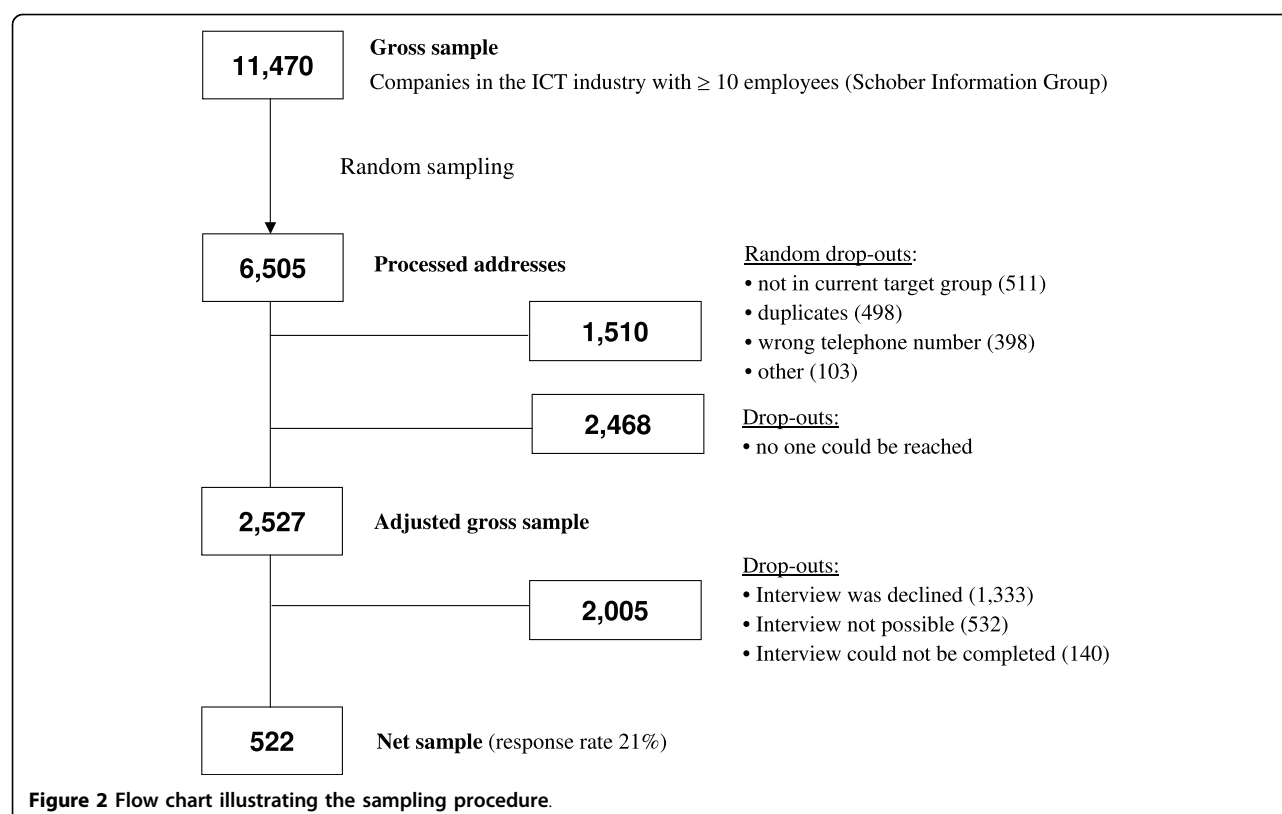 11,470
Gross sample
Companies in the ICT industry with ≥ 10 employees (Schober Information Group)
Random sampling
6,505
Processed addresses
1,510
Random drop-outs:
• not in current target group (511)
• duplicates (498)
• wrong telephone number (398)
• other (103)
2,468
Drop-outs:
• no one could be reached
2,527
Adjusted gross sample
2,005
Drop-outs:
• Interview was declined (1,333)
• Interview not possible (532)
• Interview could not be completed (140)
522
Net sample (response rate 21%)
Figure 2 Flow chart illustrating the sampling procedure.